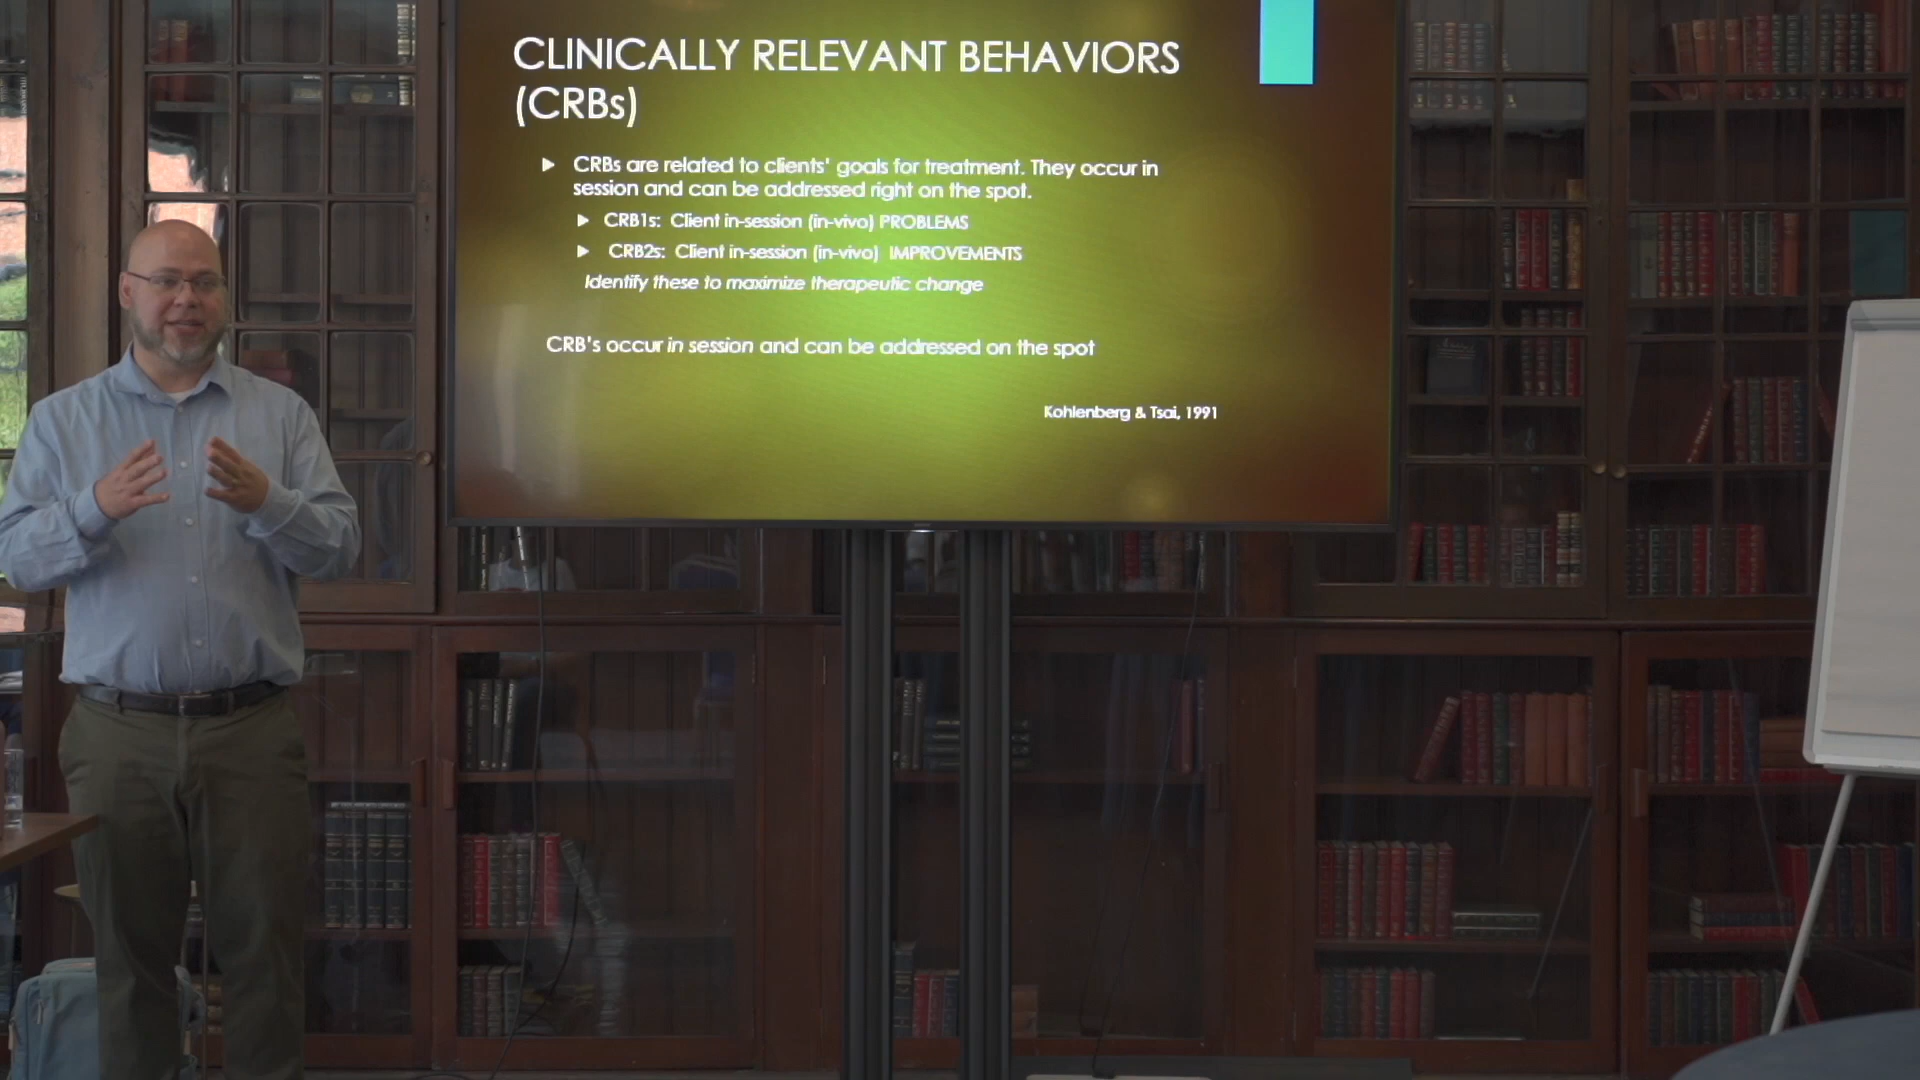 CLINICALLY RELEVANT BEHAVIORS
(CRBs)
CRBs are related to clients' goals for treatment. They occur in
session and can be addressed right on the spot.
CRB1s: Client in-session (in-vivo) PROBLEMS
CRB2s: Client in-session (in-vivo) IMPROVEMENTS
Identify these to maximize therapeutic change
CRB's occur in session and can be addressed on the spot
Kohlenberg & Tsai, 1991